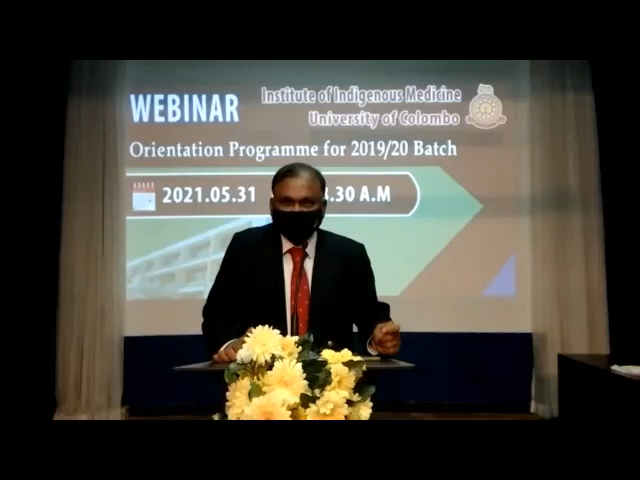 WEBINAR
Institute of Indigenous Medicine
University of Colombo
Orientation Programme for 2019/20 Batch
2021.05.31 .30 A.M